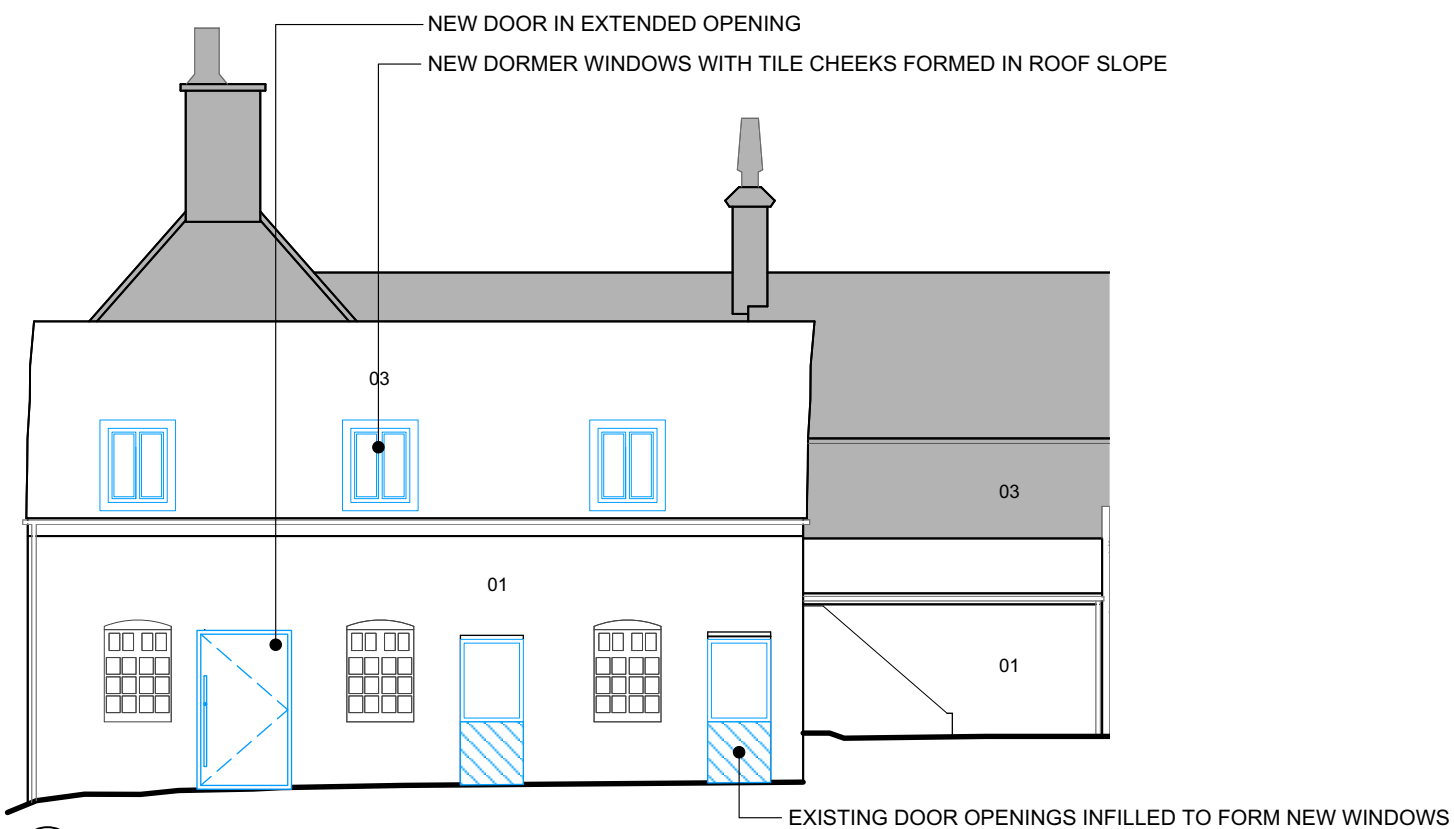 NEW DOOR IN EXTENDED OPENING
NEW DORMER WINDOWS WITH TILE CHEEKS FORMED IN ROOF SLOPE
03
03
01
01
EXISTING DOOR OPENINGS INFILLED TO FORM NEW WINDOWS